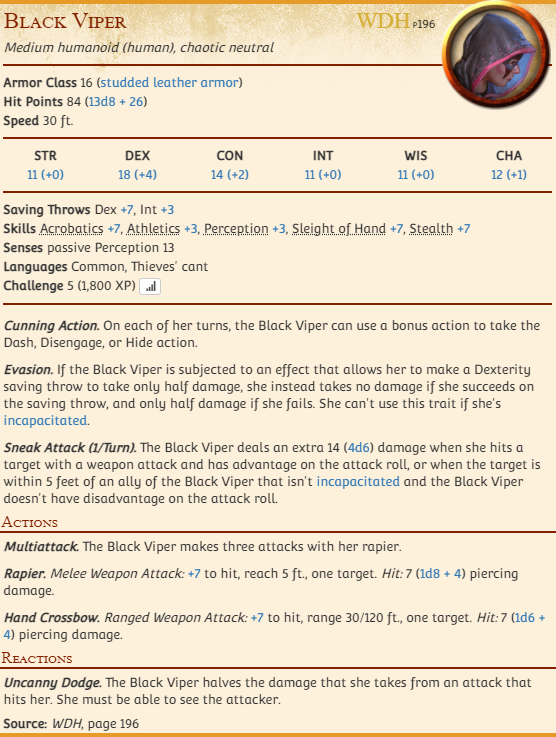 Black Viper WDH p196
Medium humanoid (human), chaotic neutral
Armor Class 16 (studded leather armor)
Hit Points 84 (13d8 + 26)
Speed 30 ft.
STR DEX CON INT WIS CHA
11 (+0) 18 (+4) 14 (+2) 11 (+0) 11 (+0) 12 (+1)
Saving Throws Dex +7, Int +3
Skills Acrobatics +7, Athletics +3, Perception +3, Sleight of Hand +7, Stealth +7
Senses passive Perception 13
Languages Common, Thieves' cant
Challenge 5 (1,800 XP)
Cunning Action. On each of her turns, the Black Viper can use a bonus action to take the
Dash, Disengage, or Hide action.
Evasion. If the Black Viper is subjected to an effect that allows her to make a Dexterity
saving throw to take only half damage, she instead takes no damage if she succeeds on
the saving throw, and only half damage if she fails. She can't use this trait if she's
incapacitated.
Sneak Attack (1/Turn). The Black Viper deals an extra 14 (4d6) damage when she hits a
target with a weapon attack and has advantage on the attack roll, or when the target is
within 5 feet of an ally of the Black Viper that isn't incapacitated and the Black Viper
doesn't have disadvantage on the attack roll.
Actions
Multiattack. The Black Viper makes three attacks with her rapier.
Rapier. Melee Weapon Attack: +7 to hit, reach 5 ft., one target. Hit: 7 (1d8 + 4) piercing
damage.
Hand Crossbow. Ranged Weapon Attack: +7 to hit, range 30/120 ft., one target. Hit: 7 (1d6 +
4) piercing damage.
Reactions
Uncanny Dodge. The Black Viper halves the damage that she takes from an attack that
hits her. She must be able to see the attacker.
Source: WDH, page 196